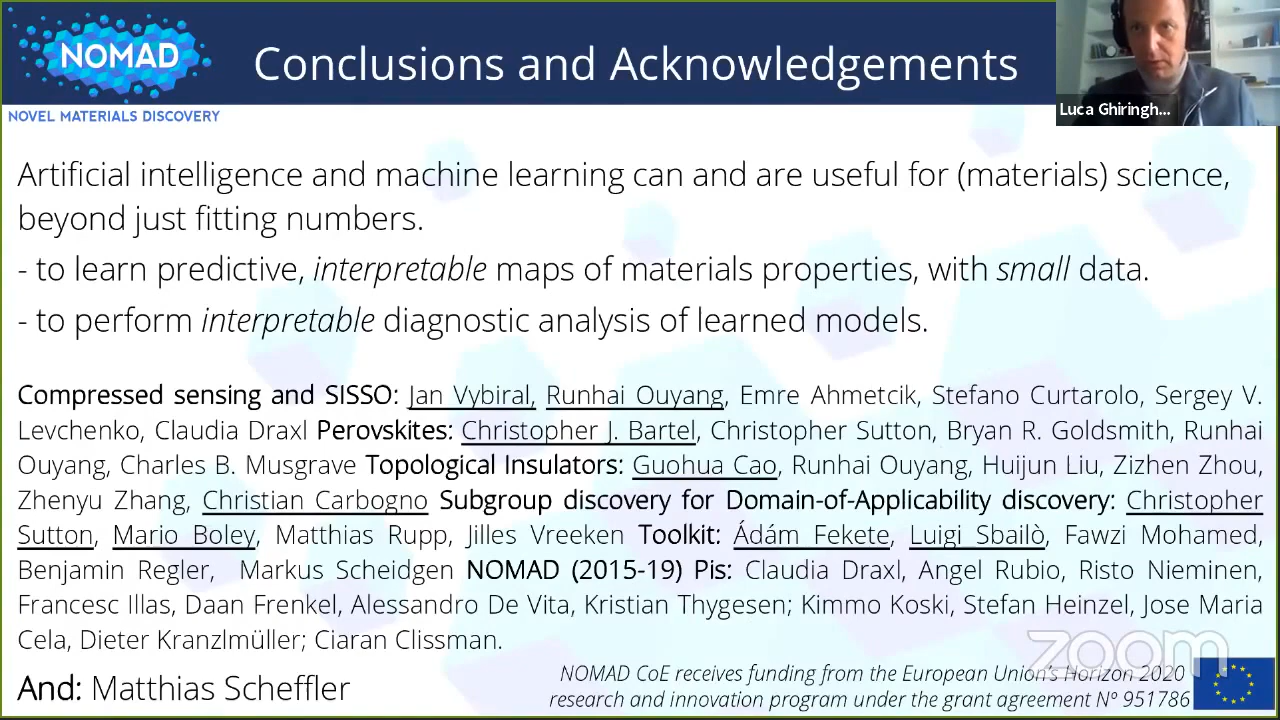 NOMAD
Conclusions and Acknowledgements
Luca Ghiringh...
NOVEL MATERIALS DISCOVERY
Artificial intelligence and machine learning can and are useful for (materials) science,
beyond just fitting numbers.
- to learn predictive, interpretable maps of materials properties, with small data.
- to perform interpretable diagnostic analysis of learned models.
Compressed sensing and SISSO: Jan Vybiral, Runhai Ouyang, Emre Ahmetcik, Stefano Curtarolo, Sergey V.
Levchenko, Claudia Draxl Perovskites: Christopher J. Bartel, Christopher Sutton, Bryan R. Goldsmith, Runhai
Ouyang, Charles B. Musgrave Topological Insulators: Guohua Cao, Runhai Ouyang, Huijun Liu, Zizhen Zhou,
Zhenyu Zhang, Christian Carbogno Subgroup discovery for Domain-of-Applicability discovery: Christopher
Sutton, Mario Boley, Matthias Rupp, Jilles Vreeken Toolkit: Ádám Fekete, Luigi Sbailò, Fawzi Mohamed,
Benjamin Regler, Markus Scheidgen NOMAD (2015-19) Pis: Claudia Draxl, Angel Rubio, Risto Nieminen,
Francesc Illas, Daan Frenkel, Alessandro De Vita, Kristian Thygesen; Kimmo Koski, Stefan Heinzel, Jose Maria
Cela, Dieter Kranzlmüller; Ciaran Clissman.
zoom
And: Matthias Scheffler
NOMAD CoE receives funding from the European Union's Horizon 2020
research and innovation program under the grant agreement Nº 951786